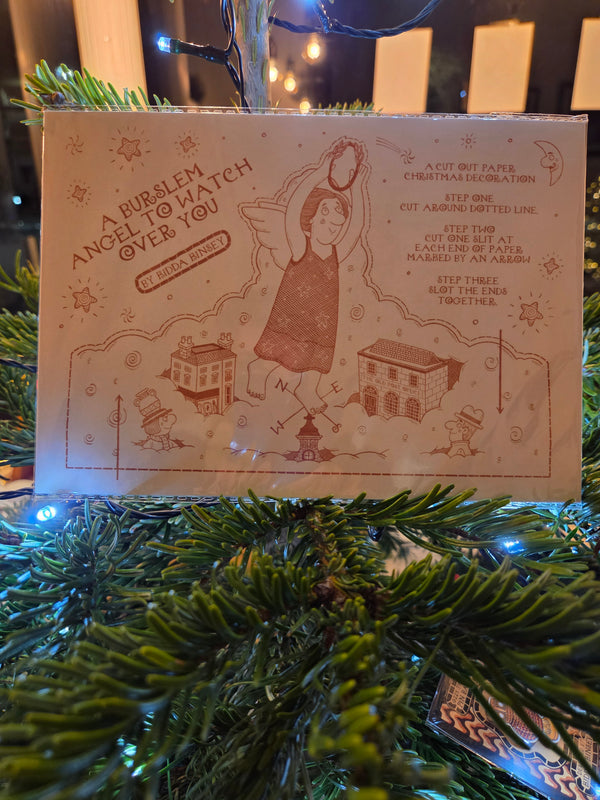 A BURSLEM
ANGEL TO WATCH
OVER YOU
BY BIDDA BINSEY
A CUT OUT PAPER
CHRISTMAS DECORATION
STEP ONE
CUT AROUND DOTTED LINE.
STEP TWO
CUT ONE SLIT AT
EACH END OF PAPER
MARBED BY AN ARROW
STEP THREE
SLOT THE ENDS
TOGETHER.
N E
W S